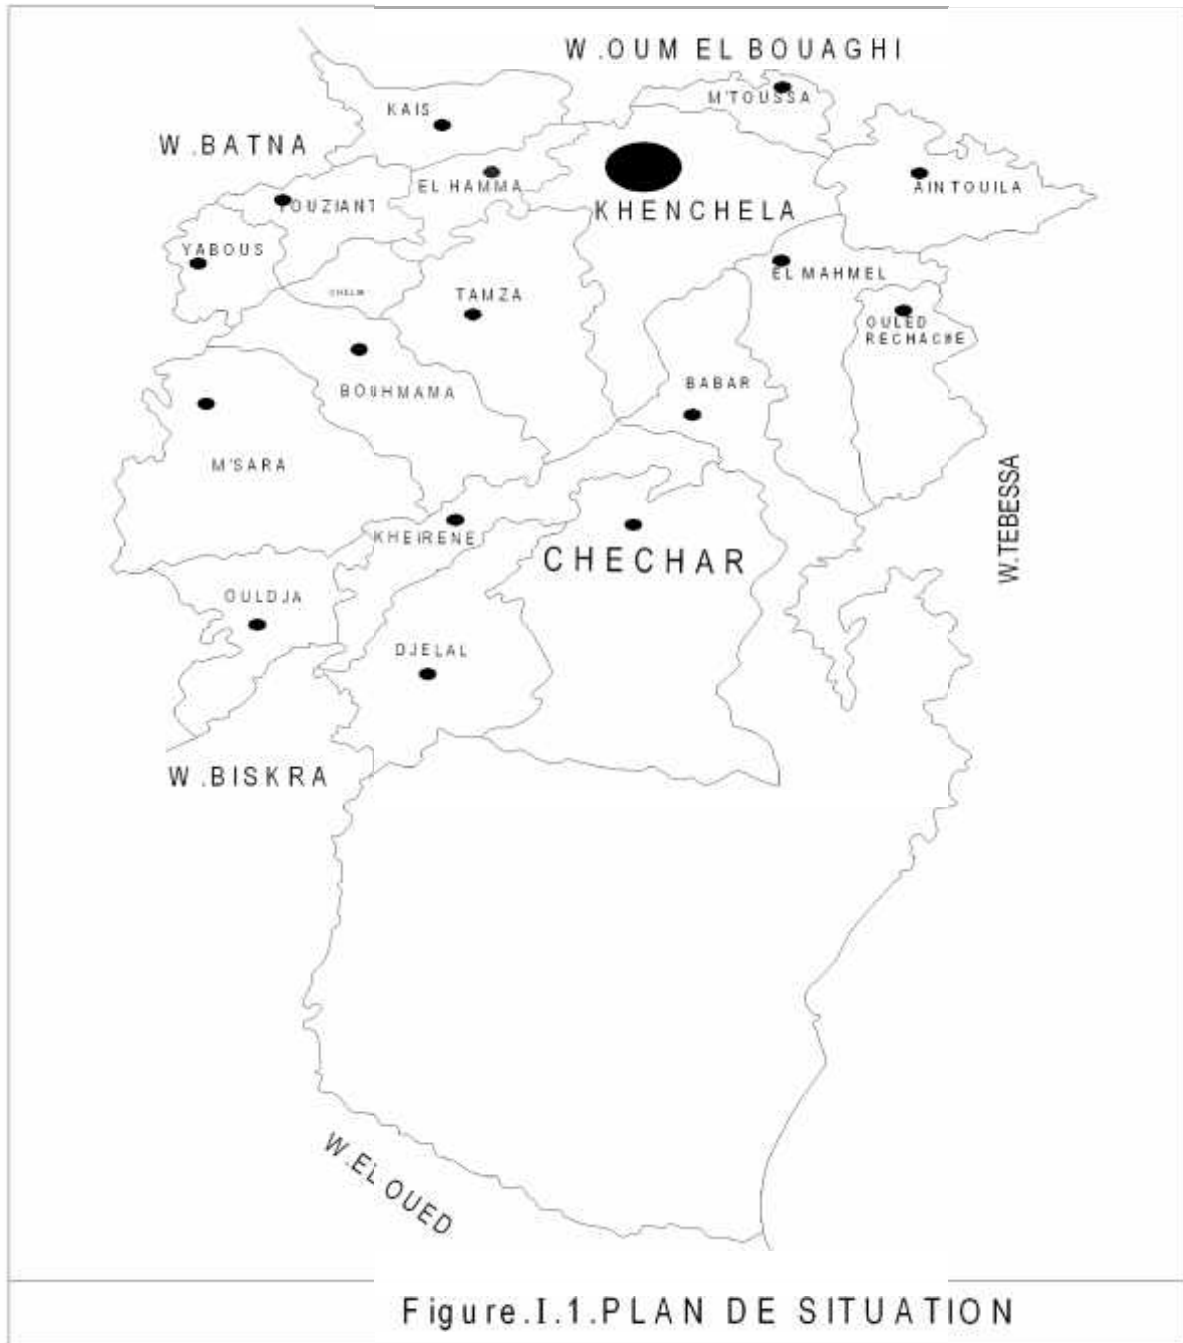 W.OUM EL BOUAGHI
KAIS
M'TOUSSA
W.BATNA
EL HAMMA
AIN TOUILA
TOUZIANT
KHENCHELA
YABOUS
EL MAHMEL
TAMZA
OULED
RECHACHE
BABAR
BOUHMAMA
M'SARA
W.TEBESSA
KHEIRENE
CHECHAR
OULDJA
DJELAL
W.BISKRA
W.EL OUED
Figure.I.1.PLAN DE SITUATION